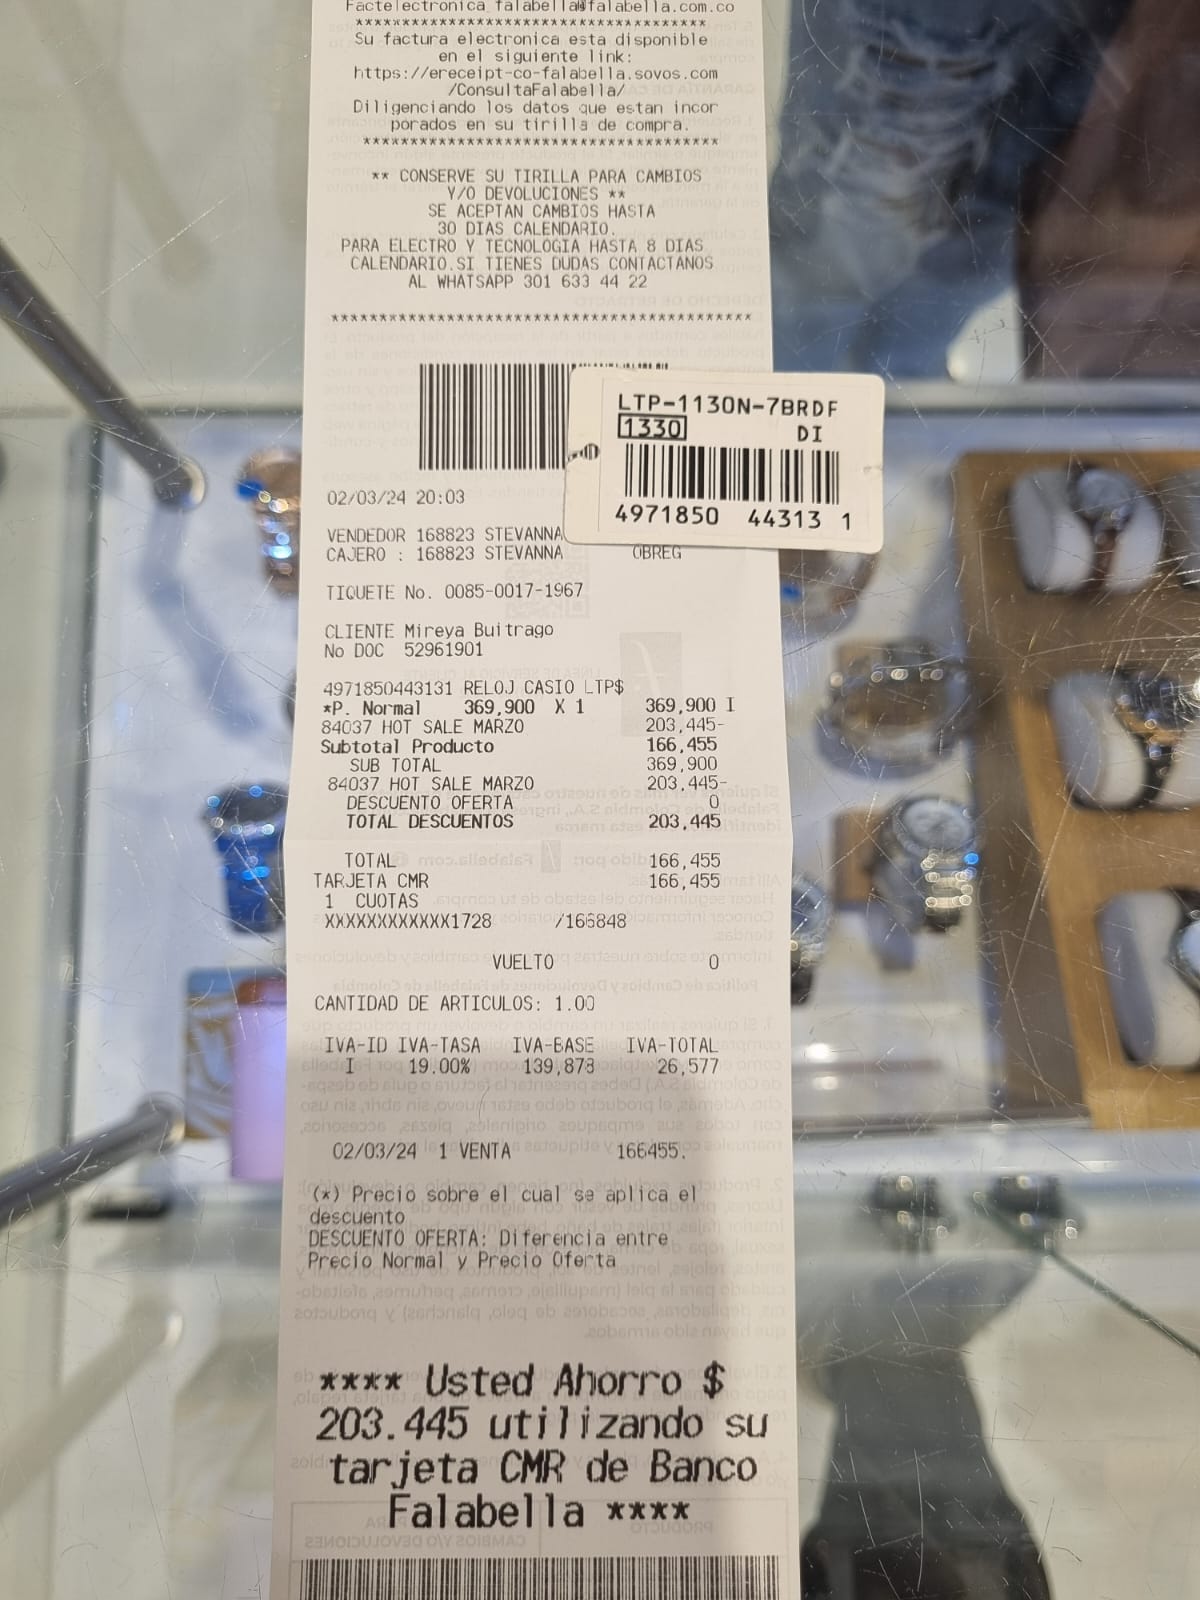 Factelectronica_falabella@falabella.com.co
*************************************
Su factura electronica esta disponible
en el siguiente link:
https://ereceipt-co-falabella.sovos.com
/ConsultaFalabella/
Diligenciando los datos que estan incor
porados en su tirilla de compra.
*************************************
** CONSERVE SU TIRILLA PARA CAMBIOS
Y/O DEVOLUCIONES **
SE ACEPTAN CAMBIOS HASTA
30 DIAS CALENDARIO.
PARA ELECTRO Y TECNOLOGIA HASTA 8 DIAS
CALENDARIO.SI TIENES DUDAS CONTACTANOS
AL WHATSAPP 301 633 44 22
******************************************
LTP-1130N-7BRDF
1330 DI
4971850 44313 1
02/03/24 20:03
VENDEDOR 168823 STEVANNA
CAJERO : 168823 STEVANNA OBREG
TIQUETE No. 0085-0017-1967
CLIENTE Mireya Buitrago
No DOC 52961901
4971850443131 RELOJ CASIO LTP$
*P. Normal 369,900 X 1 369,900 I
84037 HOT SALE MARZO 203,445-
Subtotal Producto 166,455
SUB TOTAL 369,900
84037 HOT SALE MARZO 203,445-
DESCUENTO OFERTA 0
TOTAL DESCUENTOS 203,445
TOTAL 166,455
TARJETA CMR 166,455
1 CUOTAS
XXXXXXXXXXXX1728 /166848
VUELTO 0
CANTIDAD DE ARTICULOS: 1.00
IVA-ID IVA-TASA IVA-BASE IVA-TOTAL
I 19.00% 139,878 26,577
02/03/24 1 VENTA 166455.
(*) Precio sobre el cual se aplica el
descuento
DESCUENTO OFERTA: Diferencia entre
Precio Normal y Precio Oferta
**** Usted Ahorro $
203.445 utilizando su
tarjeta CMR de Banco
Falabella ****